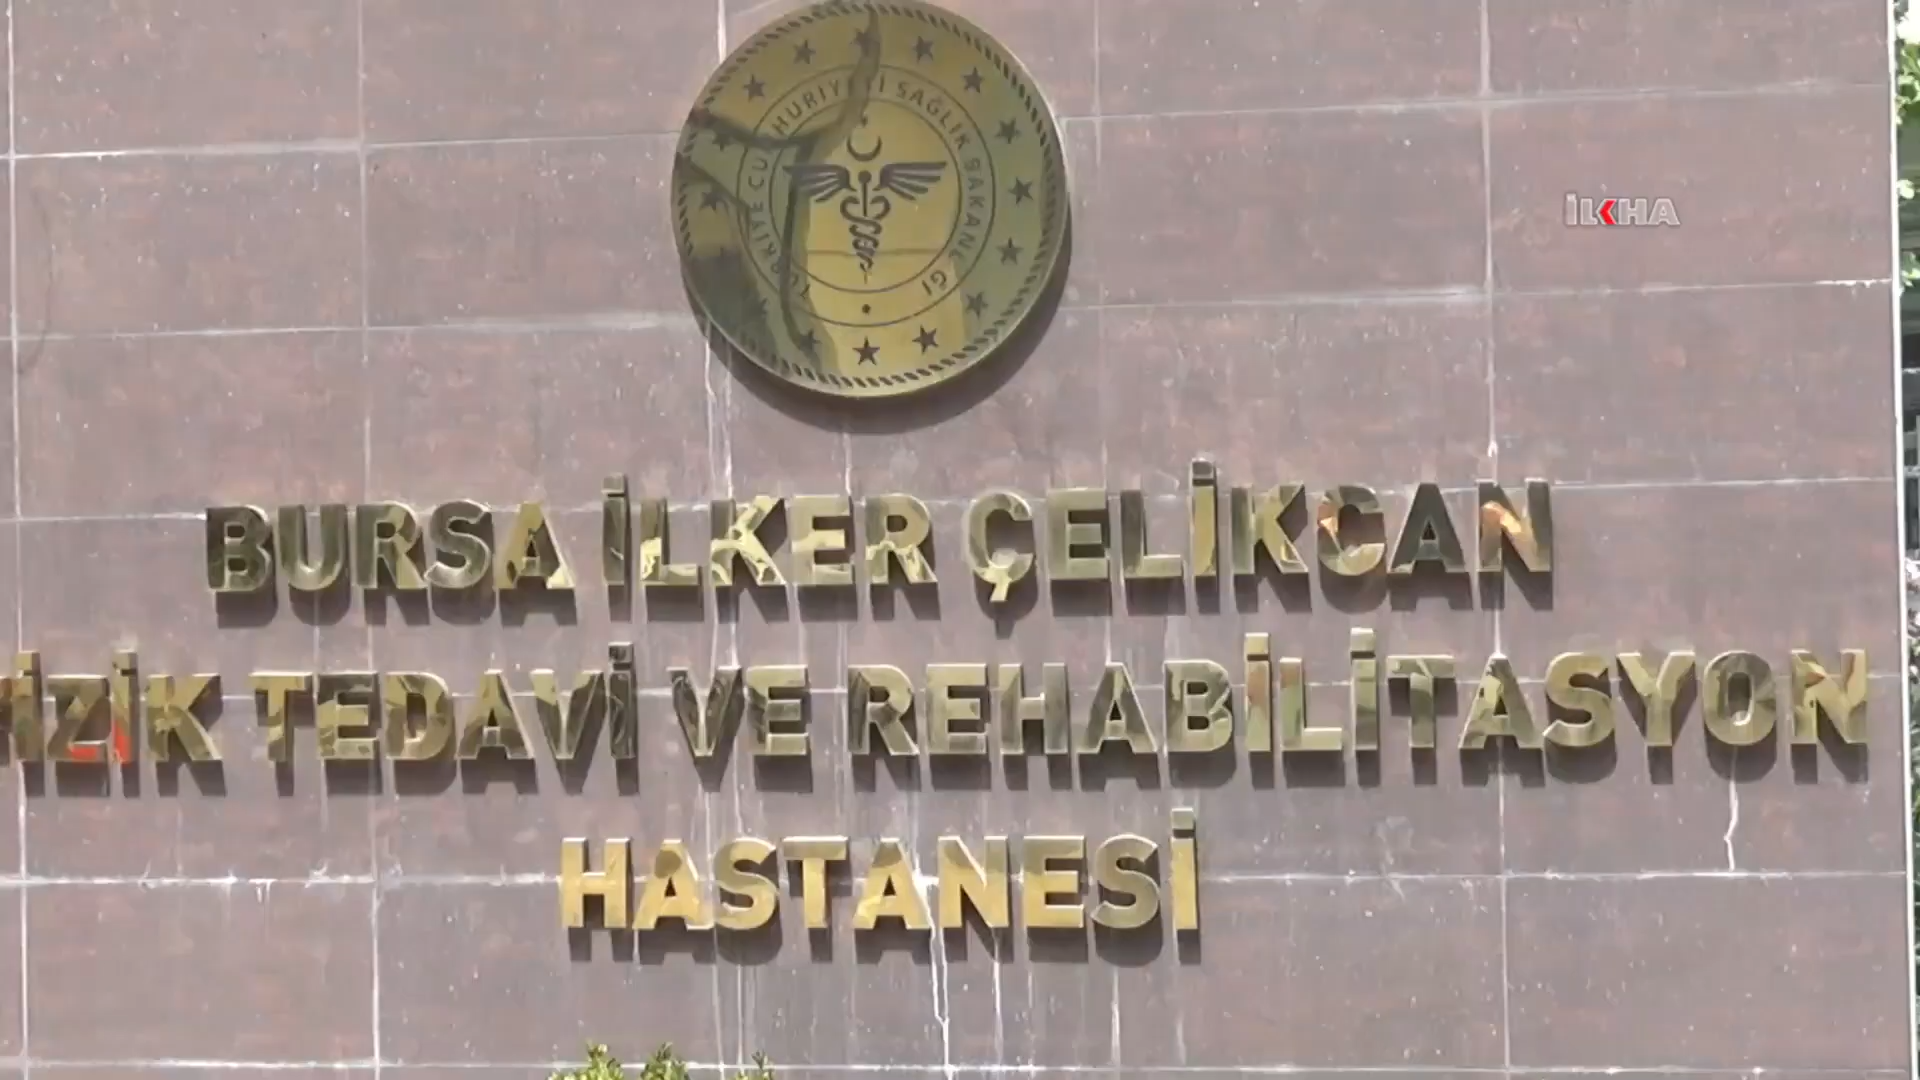 TÜRKİYE CUMHURİYETİ SAĞLIK BAKANLIĞI
İLKHA
BURSA İLKER ÇELİKCAN
FİZİK TEDAVİ VE REHABİLİTASYON
HASTANESİ